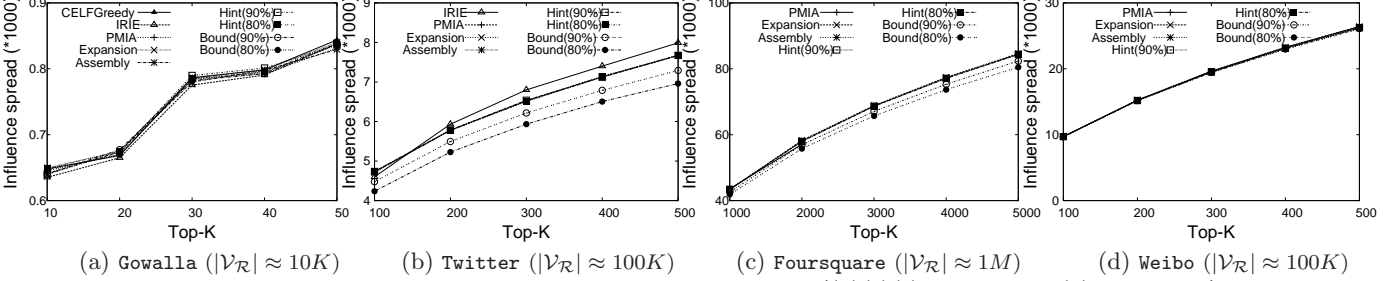 Influence spread (*1000)
0.9
0.8
0.7
0.6
10 20 30 40 50
Top-K
CELFGreedy
IRIE
PMIA
Expansion
Assembly
Hint(90%)
Hint(80%)
Bound(90%)
Bound(80%)
(a) Gowalla (|V_R| ≈ 10K)
Influence spread (*1000)
9
8
7
6
5
4
100 200 300 400 500
Top-K
IRIE
PMIA
Expansion
Assembly
Hint(90%)
Hint(80%)
Bound(90%)
Bound(80%)
(b) Twitter (|V_R| ≈ 100K)
Influence spread (*1000)
100
80
60
40
1000 2000 3000 4000 5000
Top-K
PMIA
Expansion
Assembly
Hint(90%)
Hint(80%)
Bound(90%)
Bound(80%)
(c) Foursquare (|V_R| ≈ 1M)
Influence spread (*1000)
30
20
10
0
100 200 300 400 500
Top-K
PMIA
Expansion
Assembly
Hint(90%)
Hint(80%)
Bound(90%)
Bound(80%)
(d) Weibo (|V_R| ≈ 100K)